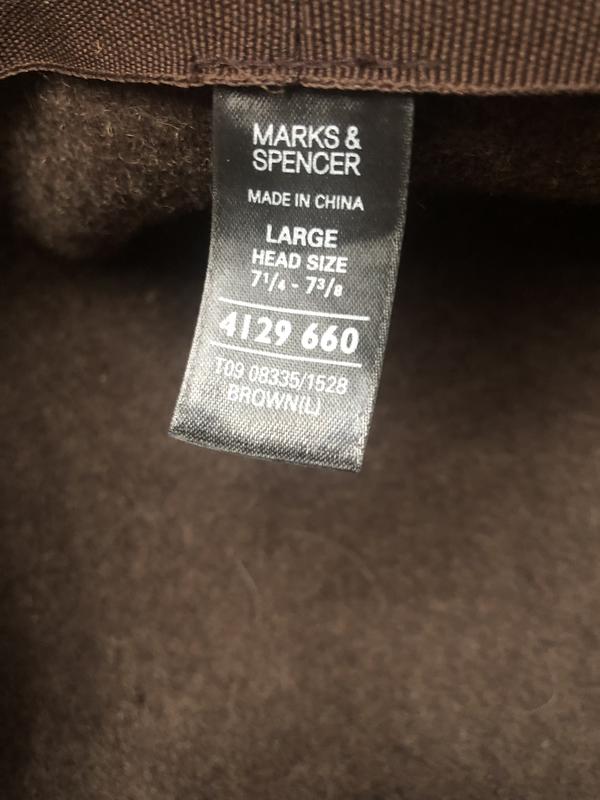 MARKS &
SPENCER
MADE IN CHINA
LARGE
HEAD SIZE
7¹/₄ - 7³/₈
4129 660
T09 08335/1528
BROWN(L)